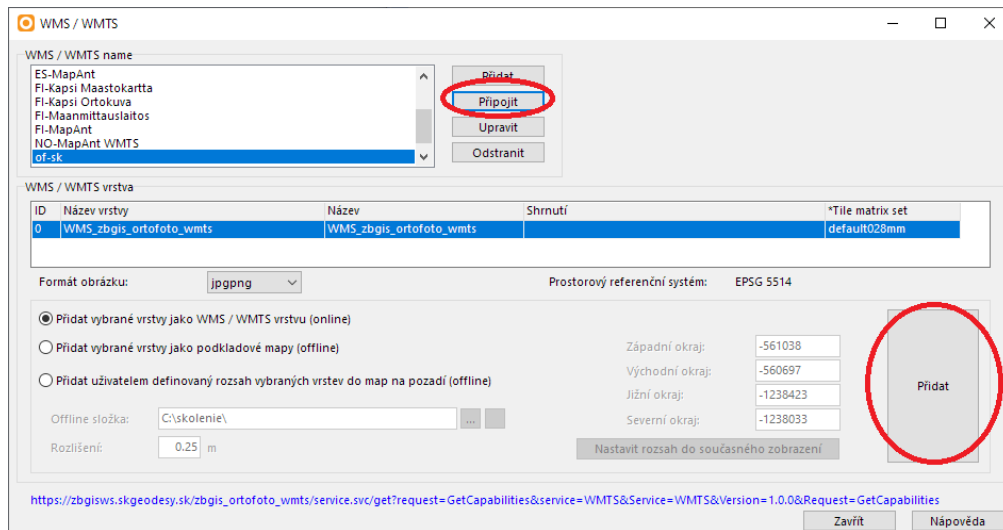 WMS / WMTS
WMS / WMTS name
ES-MapAnt
FI-Kapsi Maastokartta
FI-Kapsi Ortokuva
FI-Maanmittauslaitos
FI-MapAnt
NO-MapAnt WMTS
of-sk
Přidat
Připojit
Upravit
Odstranit
WMS / WMTS vrstva
ID Název vrstvy Název Shrnutí *Tile matrix set
0 WMS_zbgis_ortofoto_wmts WMS_zbgis_ortofoto_wmts default028mm
Formát obrázku: jpgpng Prostorový referenční systém: EPSG 5514
Přidat vybrané vrstvy jako WMS / WMTS vrstvu (online)
Přidat vybrané vrstvy jako podkladové mapy (offline)
Přidat uživatelem definovaný rozsah vybraných vrstev do map na pozadí (offline)
Offline složka: C:\skolenie\ ...
Rozlišení: 0.25 m
Západní okraj: -561038
Východní okraj: -560697
Jižní okraj: -1238423
Severní okraj: -1238033
Nastavit rozsah do současného zobrazení
Přidat
https://zbgisws.skgeodesy.sk/zbgis_ortofoto_wmts/service.svc/get?request=GetCapabilities&service=WMTS&Service=WMTS&Version=1.0.0&Request=GetCapabilities
Zavřít Nápověda